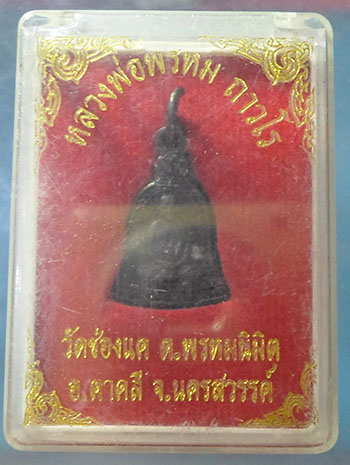 หลวงพ่อพรหม ถาวโร
วัดช่องแค ต.พรหมนิมิต
อ.ตาคลี จ.นครสวรรค์